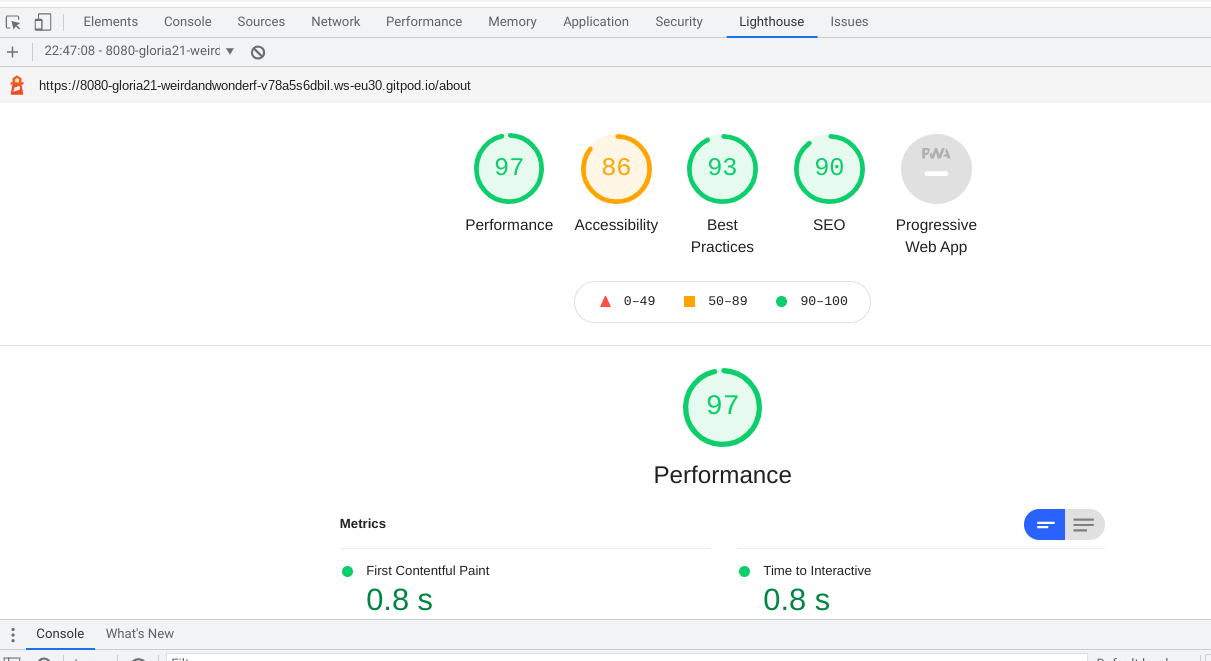 Elements Console Sources Network Performance Memory Application Security Lighthouse Issues
22:47:08 - 8080-gloria21-weird
https://8080-gloria21-weirdandwonderf-v78a5s6dbil.ws-eu30.gitpod.io/about
97 86 93 90 PWA
Performance Accessibility Best Practices SEO Progressive Web App
0–49 50–89 90–100
97
Performance
Metrics
First Contentful Paint Time to Interactive
0.8 s 0.8 s
Console What's New